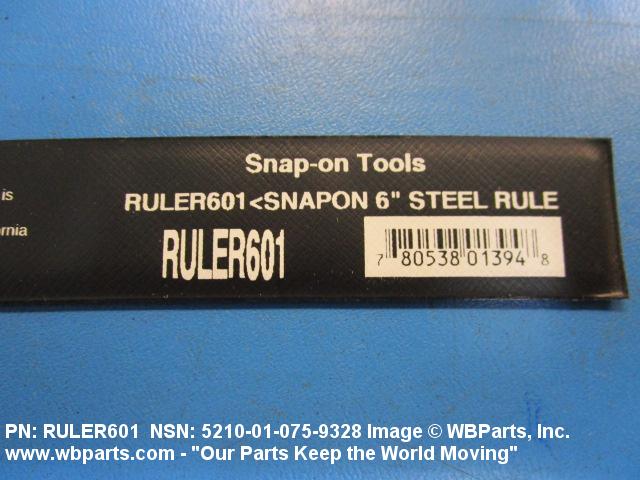 Snap-on Tools
is
RULER601<SNAPON 6" STEEL RULE
rnia
RULER601
7 80538 01394 8
PN: RULER601 NSN: 5210-01-075-9328 Image © WBParts, Inc.
www.wbparts.com - "Our Parts Keep the World Moving"